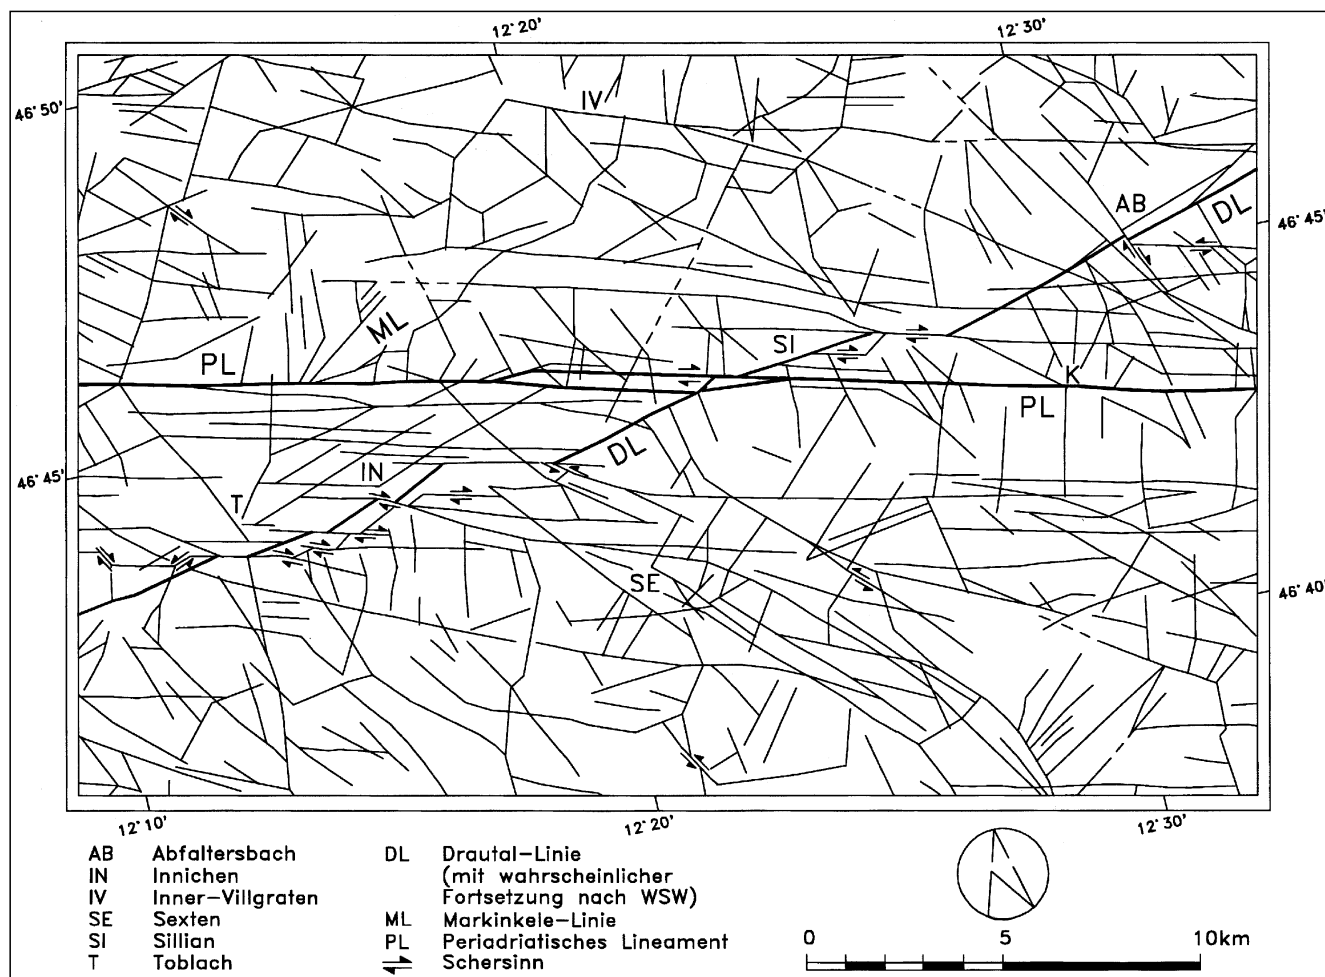 12°20' 12°30'
46°50'
IV
AB
DL
46°45'
ML
SI
PL
K
PL
DL
46°45'
IN
T
SE
46°40'
12°10' 12°20' 12°30'
AB Abfaltersbach
IN Innichen
IV Inner-Villgraten
SE Sexten
SI Sillian
T Toblach
DL Drautal-Linie
(mit wahrscheinlicher
Fortsetzung nach WSW)
ML Markinkele-Linie
PL Periadriatisches Lineament
Schersinn
0 5 10km